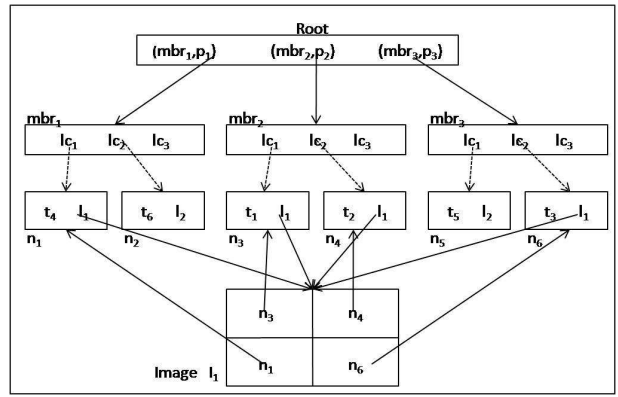 Root
(mbr₁,p₁) (mbr₂,p₂) (mbr₃,p₃)
mbr₁ mbr₂ mbr₃
lc₁ lc₂ lc₃ lc₁ lc₂ lc₃ lc₁ lc₂ lc₃
t₄ I₁ t₆ I₂ t₁ I₁ t₂ I₁ t₅ I₂ t₃ I₁
n₁ n₂ n₃ n₄ n₅ n₆
n₃ n₄
n₁ n₆
Image I₁